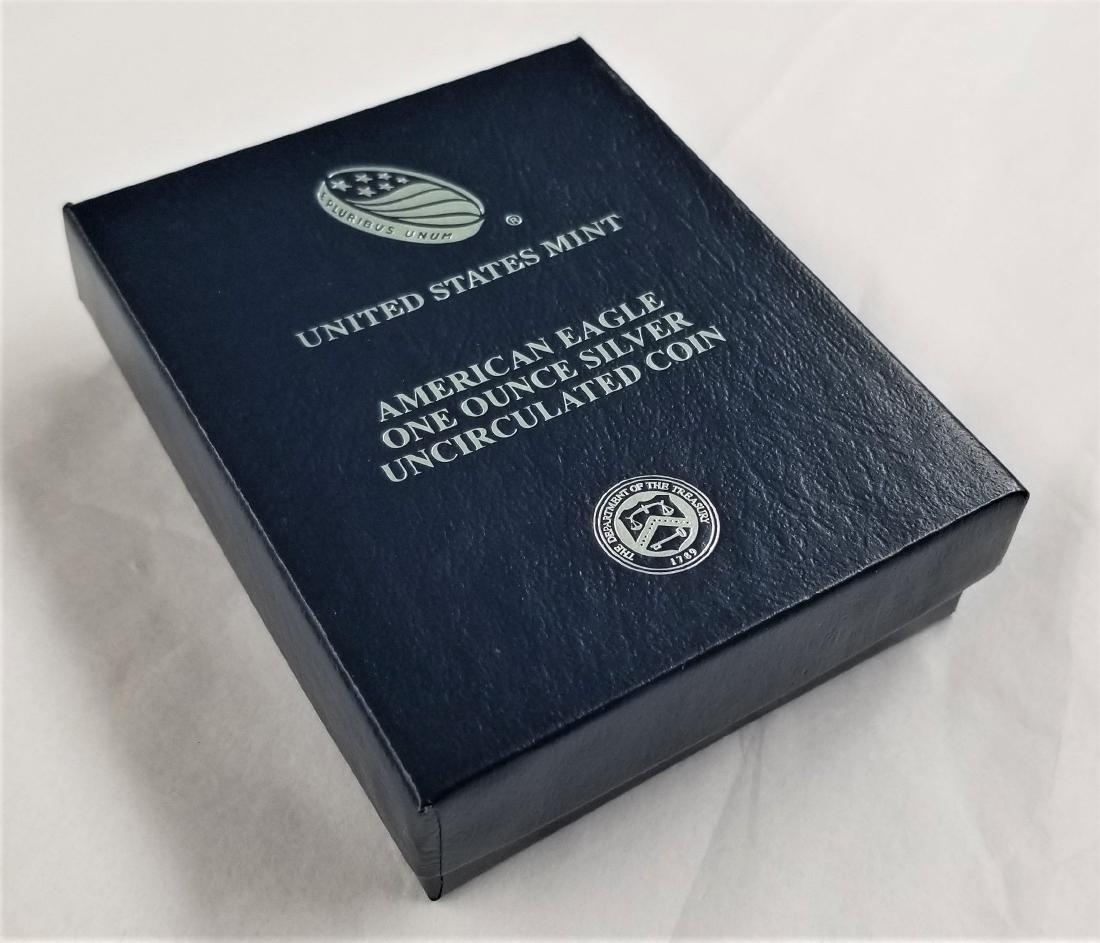 E PLURIBUS UNUM
®
UNITED STATES MINT
AMERICAN EAGLE
ONE OUNCE SILVER
UNCIRCULATED COIN
THE DEPARTMENT OF THE TREASURY
1789